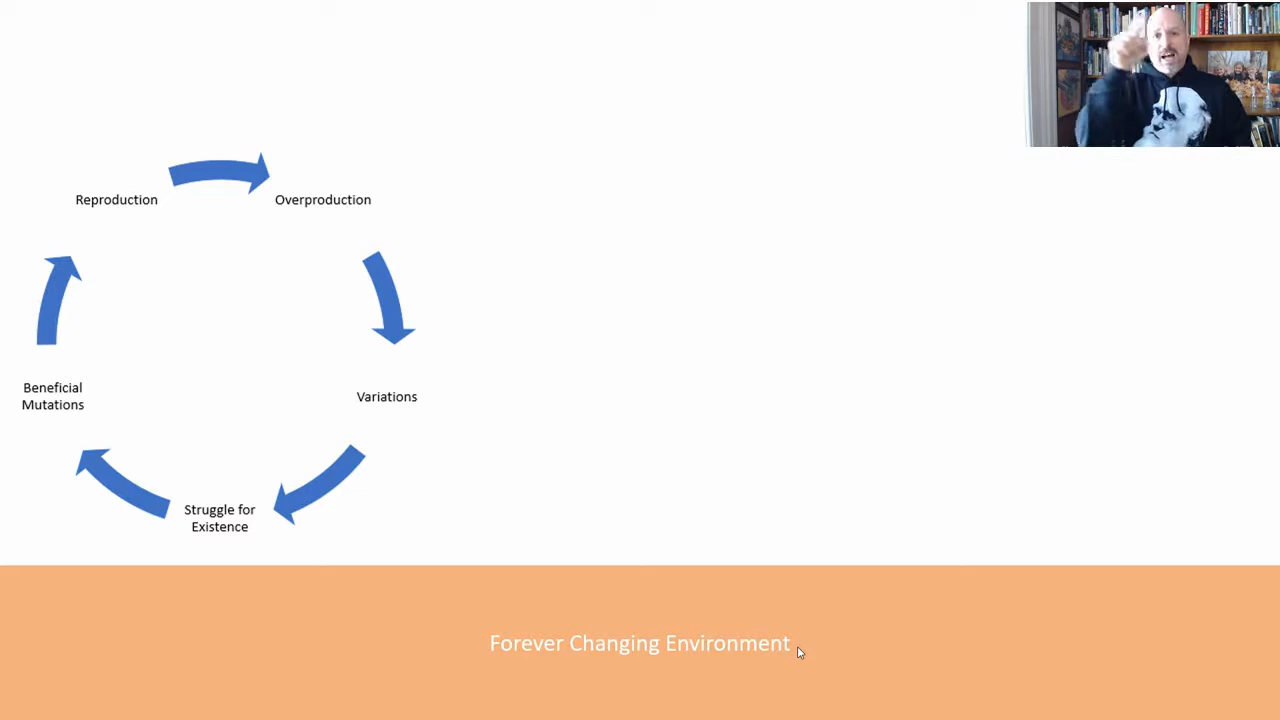 Reproduction
Overproduction
Beneficial
Mutations
Variations
Struggle for
Existence
Forever Changing Environment